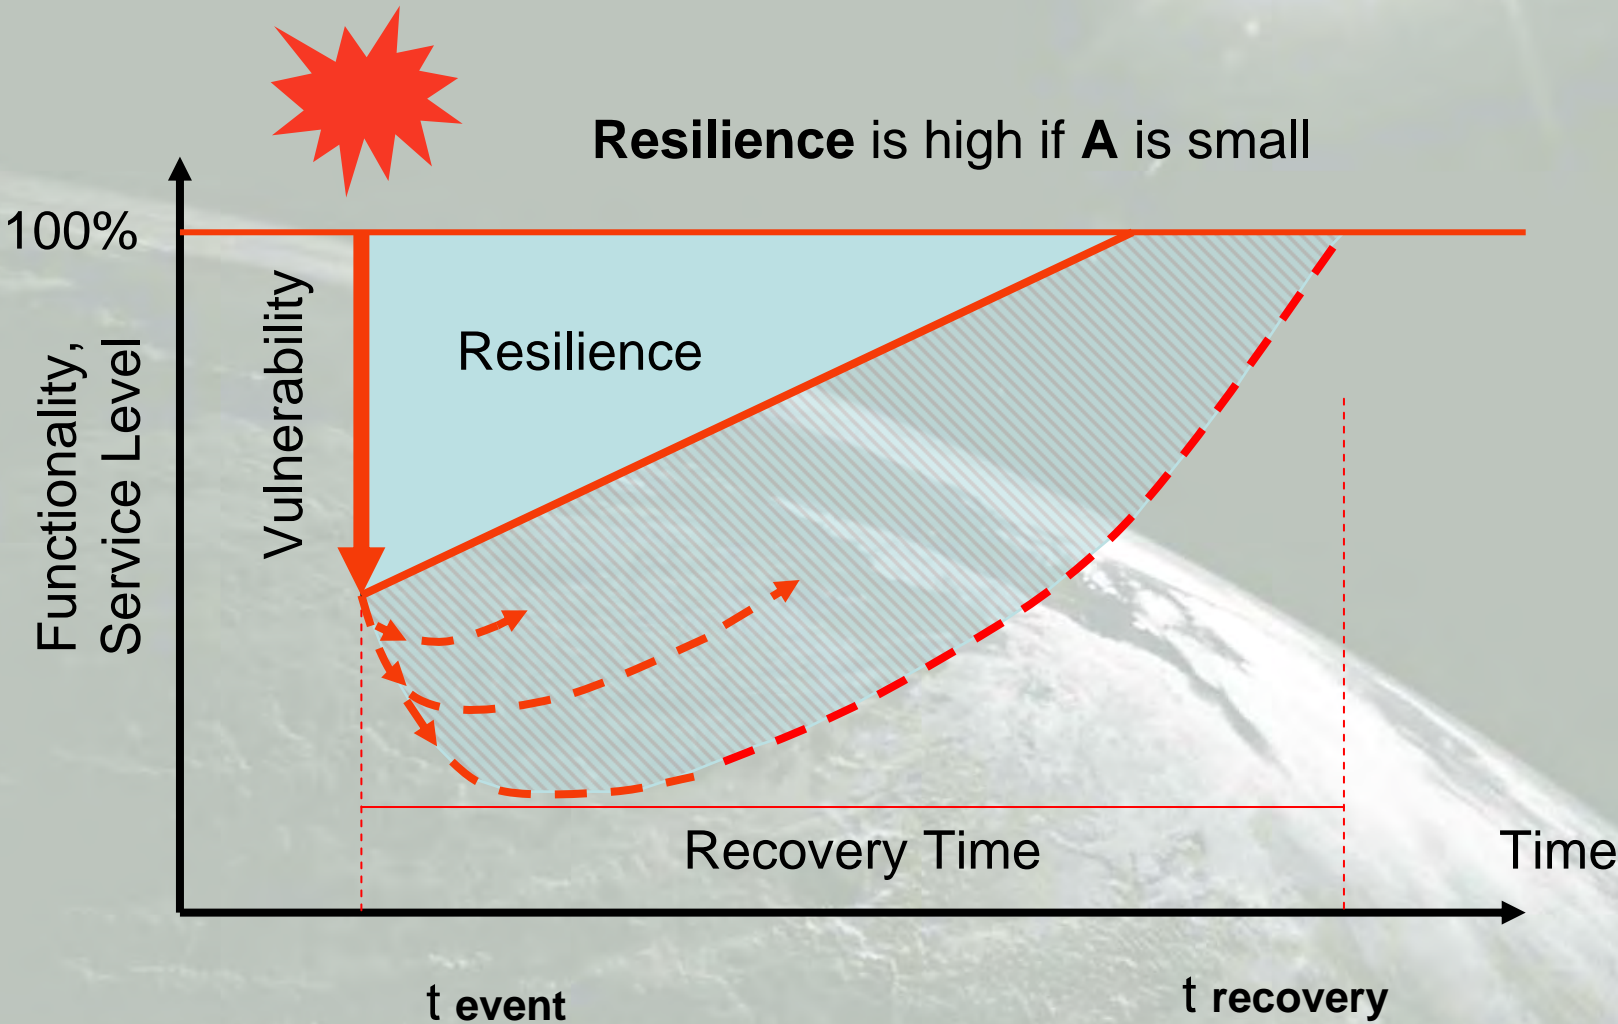 Resilience is high if A is small
100%
Functionality,
Service Level
Vulnerability
Resilience
Recovery Time
Time
t event
t recovery